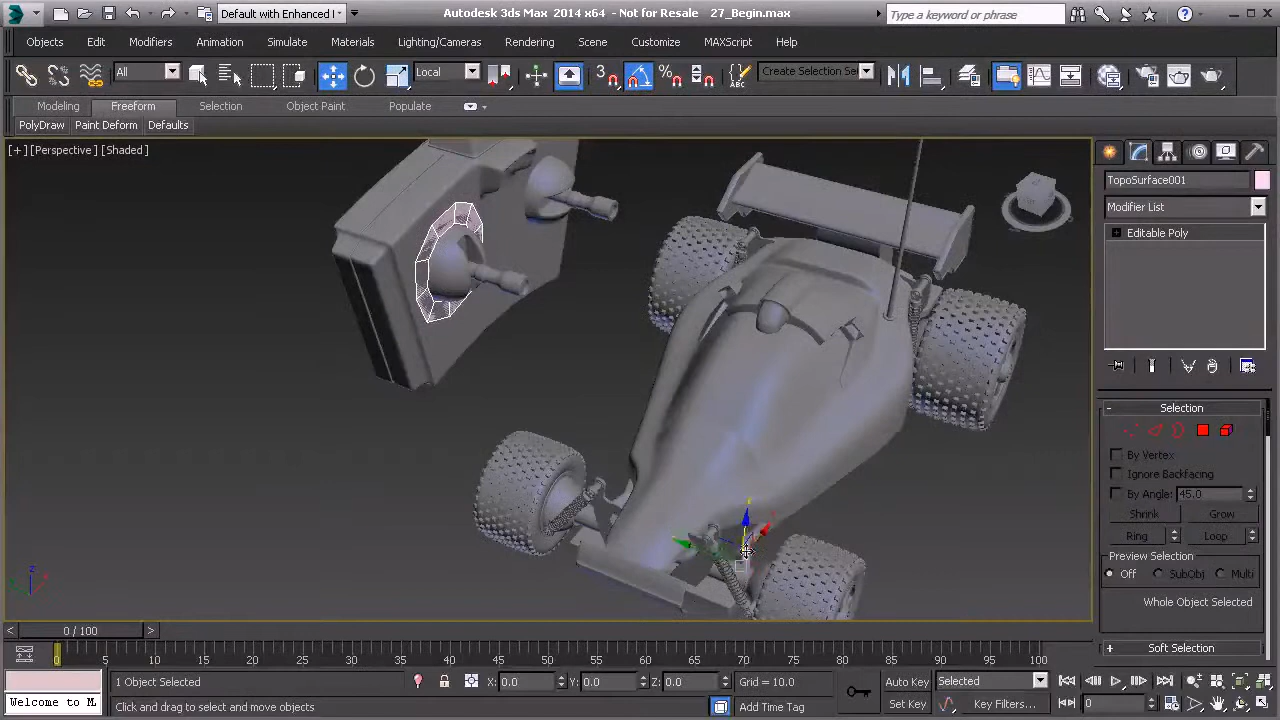 Default with Enhanced I
Autodesk 3ds Max 2014 x64 - Not for Resale 27_Begin.max
Type a keyword or phrase
Objects Edit Modifiers Animation Simulate Materials Lighting/Cameras Rendering Scene Customize MAXScript Help
All Local 3 % ABC Create Selection Se
Modeling Freeform Selection Object Paint Populate
PolyDraw Paint Deform Defaults
[+] [Perspective] [Shaded]
TopoSurface001
Modifier List
Editable Poly
- Selection
By Vertex
Ignore Backfacing
By Angle: 45.0
Shrink Grow
Ring Loop
Preview Selection
Off SubObj Multi
Whole Object Selected
+ Soft Selection
z
< 0 / 100 >
0 5 10 15 20 25 30 35 40 45 50 55 60 65 70 75 80 85 90 95 100
1 Object Selected X: 0.0 Y: 0.0 Z: 0.0 Grid = 10.0 Auto Key Selected
Welcome to M Click and drag to select and move objects Add Time Tag Set Key Key Filters... 0